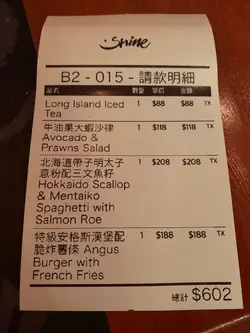 Shine
B2 - 015 - 請款明細
品名 數量 單價 金額
Long Island Iced 1 $88 $88 TX
Tea
牛油果大蝦沙律 1 $118 $118 TX
Avocado &
Prawns Salad
北海道帶子明太子 1 $208 $208 TX
意粉配三文魚籽
Hokkaido Scallop
& Mentaiko
Spaghetti with
Salmon Roe
特級安格斯漢堡配 1 $188 $188 TX
脆炸薯條 Angus
Burger with
French Fries
總計 $602